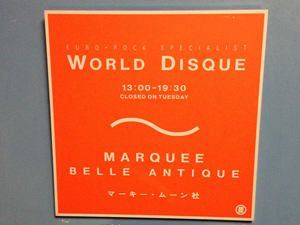 EURO-ROCK SPECIALIST
WORLD DISQUE
13:00-19:30
CLOSED ON TUESDAY
MARQUEE
BELLE ANTIQUE
マーキー・ムーン社